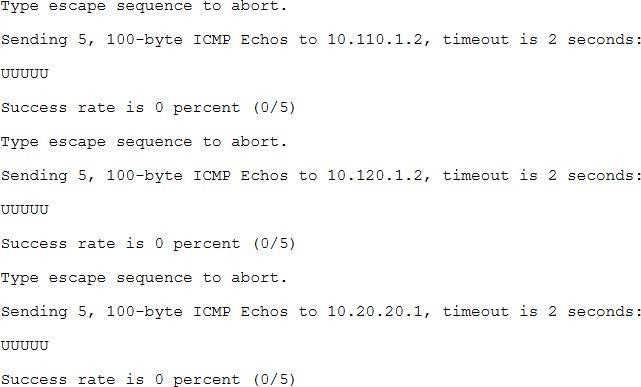 Type escape sequence to abort.
Sending 5, 100-byte ICMP Echos to 10.110.1.2, timeout is 2 seconds:
UUUUU
Success rate is 0 percent (0/5)
Type escape sequence to abort.
Sending 5, 100-byte ICMP Echos to 10.120.1.2, timeout is 2 seconds:
UUUUU
Success rate is 0 percent (0/5)
Type escape sequence to abort.
Sending 5, 100-byte ICMP Echos to 10.20.20.1, timeout is 2 seconds:
UUUUU
Success rate is 0 percent (0/5)